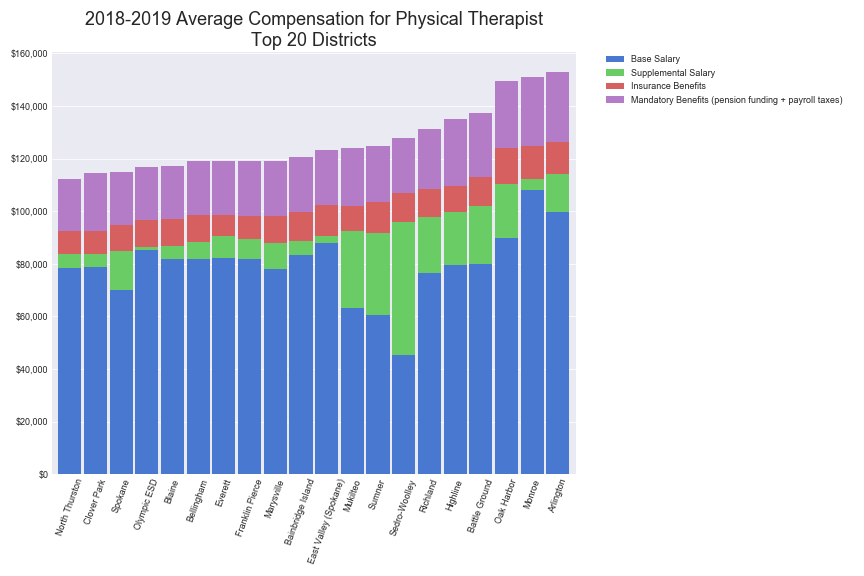 2018-2019 Average Compensation for Physical Therapist
Top 20 Districts
$160,000
$140,000
$120,000
$100,000
$80,000
$60,000
$40,000
$20,000
$0
Base Salary
Supplemental Salary
Insurance Benefits
Mandatory Benefits (pension funding + payroll taxes)
North Thurston
Clover Park
Spokane
Olympic ESD
Blaine
Bellingham
Everett
Franklin Pierce
Marysville
Bainbridge Island
East Valley (Spokane)
Mukilteo
Sumner
Sedro-Woolley
Richland
Highline
Battle Ground
Oak Harbor
Monroe
Arlington